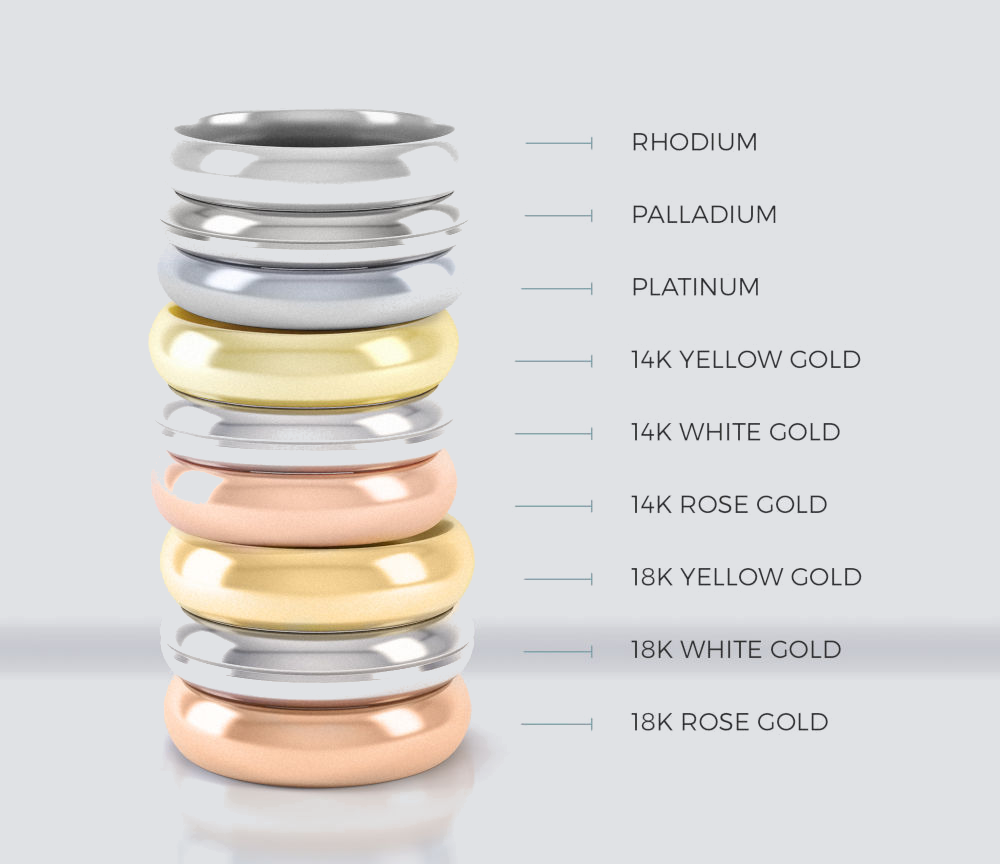 RHODIUM
PALLADIUM
PLATINUM
14K YELLOW GOLD
14K WHITE GOLD
14K ROSE GOLD
18K YELLOW GOLD
18K WHITE GOLD
18K ROSE GOLD